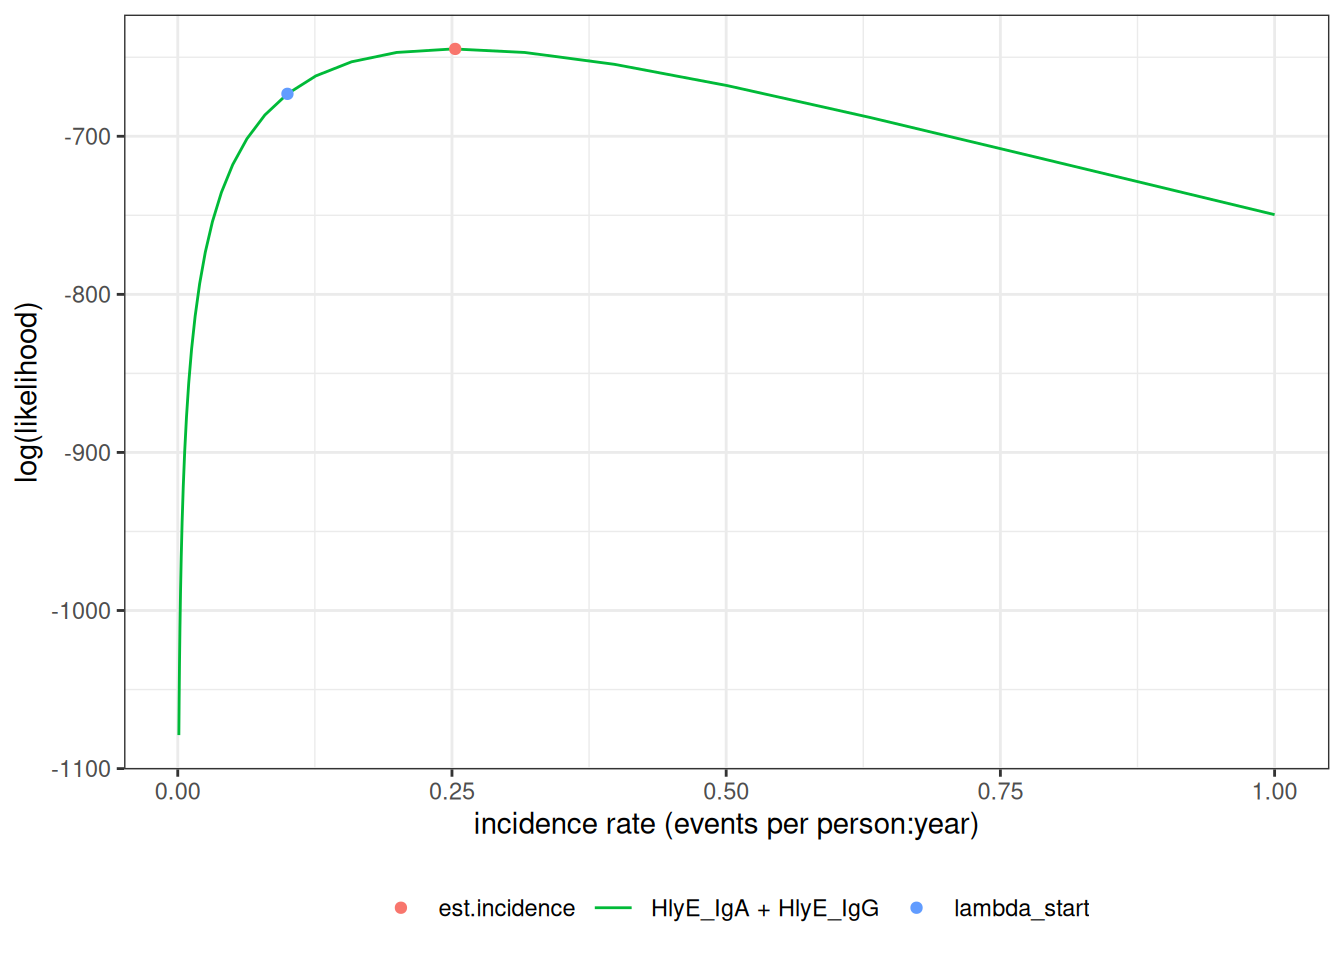 log(likelihood)
-700
-800
-900
-1000
-1100
0.00 0.25 0.50 0.75 1.00
incidence rate (events per person:year)
est.incidence HlyE_IgA + HlyE_IgG lambda_start